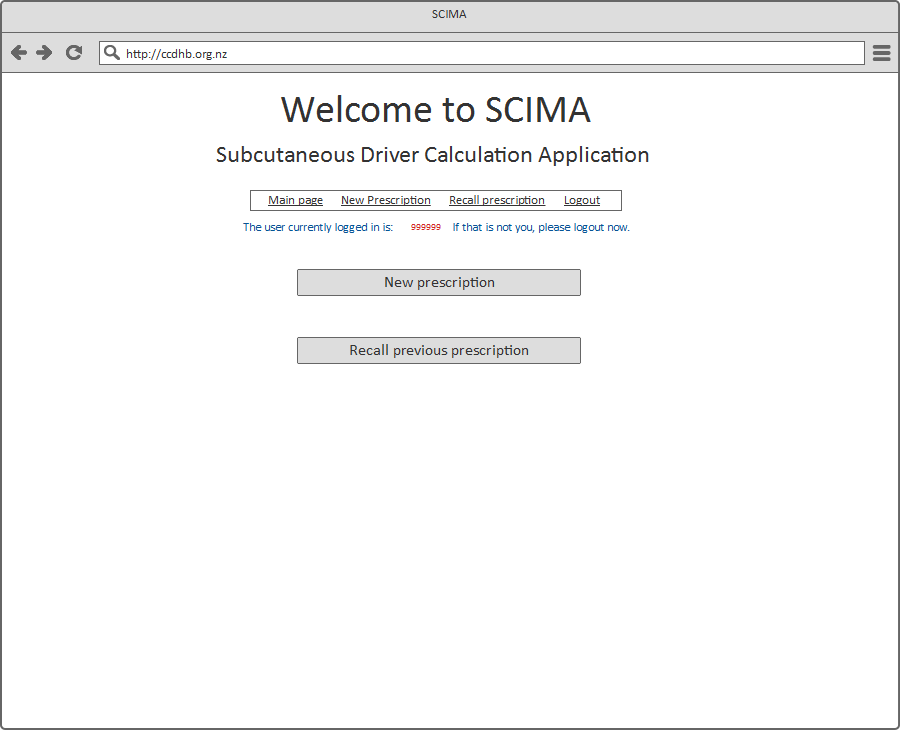 SCIMA
http://ccdhb.org.nz
Welcome to SCIMA
Subcutaneous Driver Calculation Application
Main page New Prescription Recall prescription Logout
The user currently logged in is: 999999 If that is not you, please logout now.
New prescription
Recall previous prescription